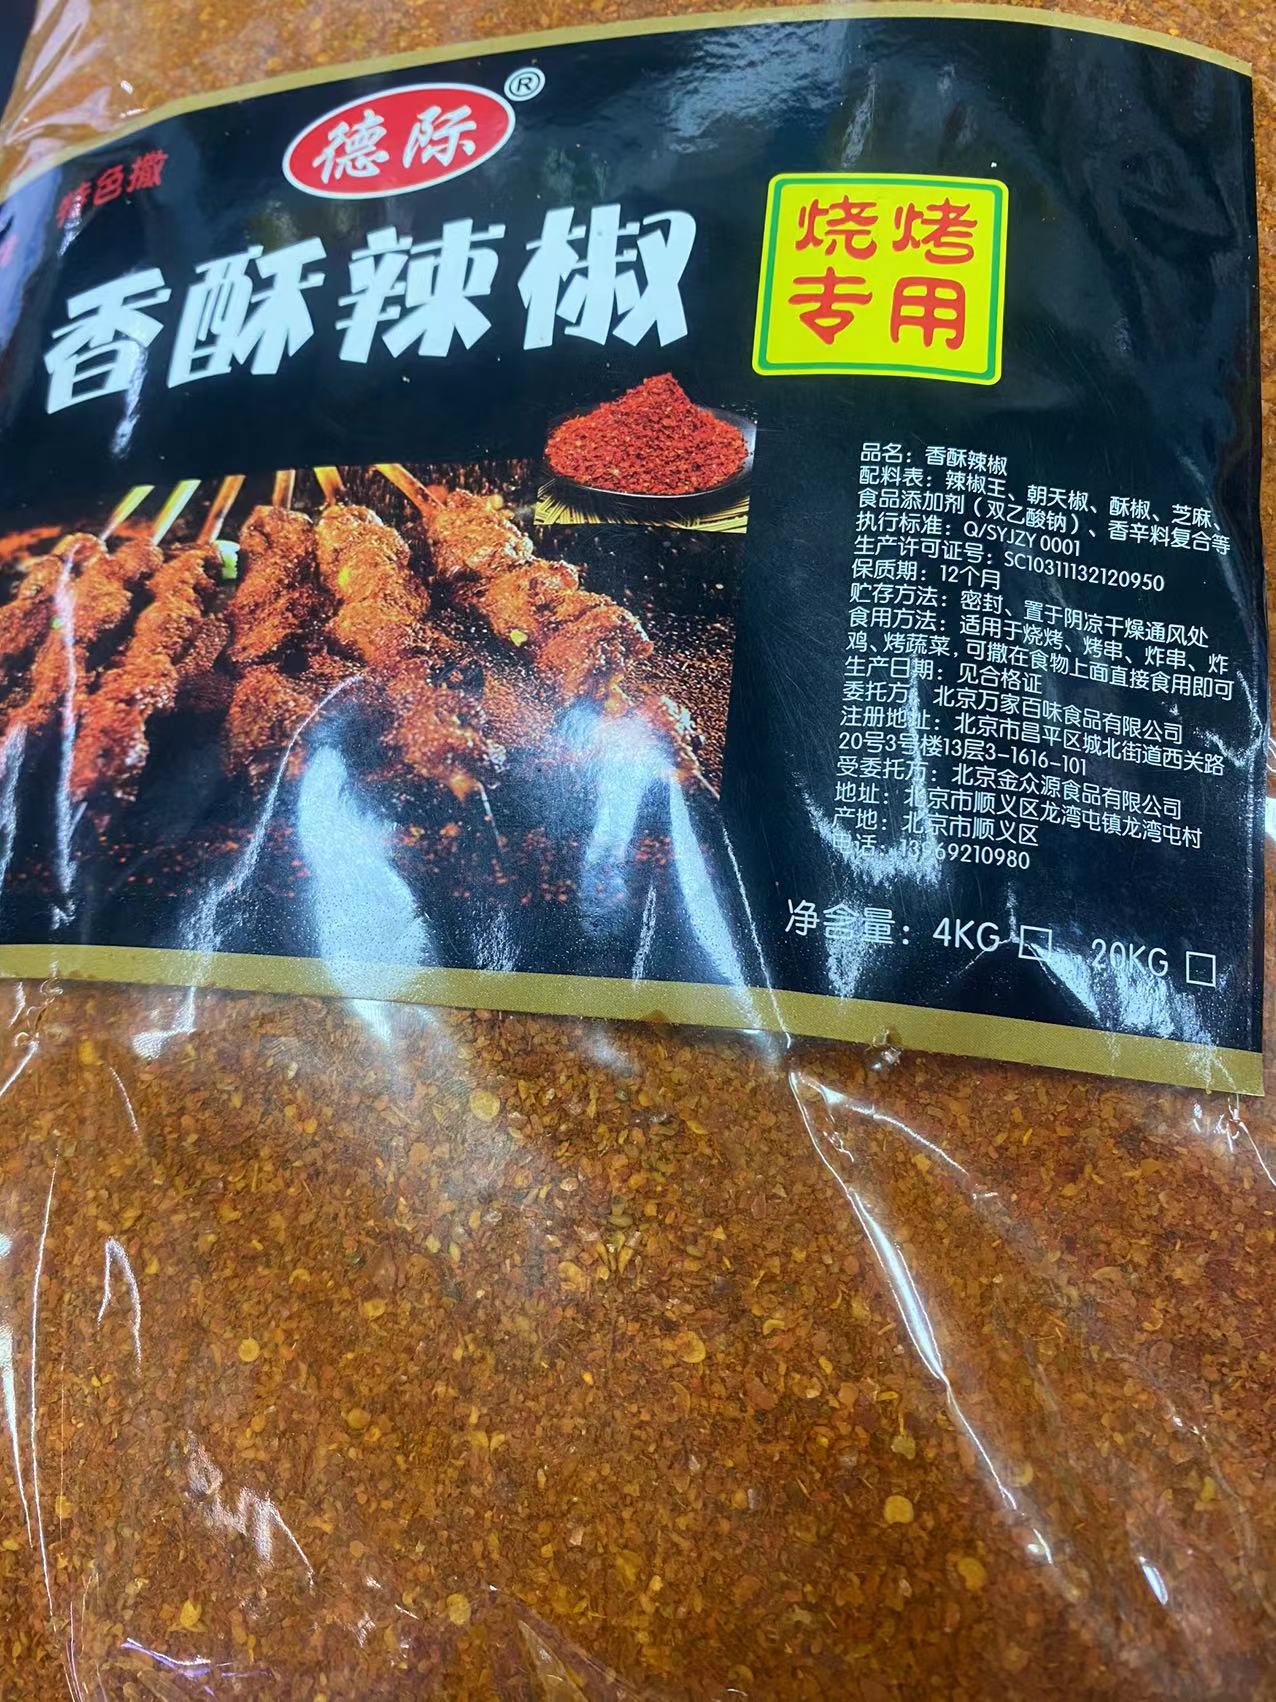 德际®
特色撒
香酥辣椒
烧烤
专用
品名：香酥辣椒
配料表：辣椒王、朝天椒、酥椒、芝麻、
食品添加剂（双乙酸钠）、香辛料复合等
执行标准：Q/SYJZY 0001
生产许可证号：SC10311132120950
保质期：12个月
贮存方法：密封、置于阴凉干燥通风处
食用方法：适用于烧烤、烤串、炸串、炸
鸡、烤蔬菜，可撒在食物上面直接食用即可
生产日期：见合格证
委托方：北京万家百味食品有限公司
注册地址：北京市昌平区城北街道西关路
20号3号楼13层3-1616-101
受委托方：北京金众源食品有限公司
地址：北京市顺义区龙湾屯镇龙湾屯村
产地：北京市顺义区
电话：13969210980
净含量：4KG □ 20KG □